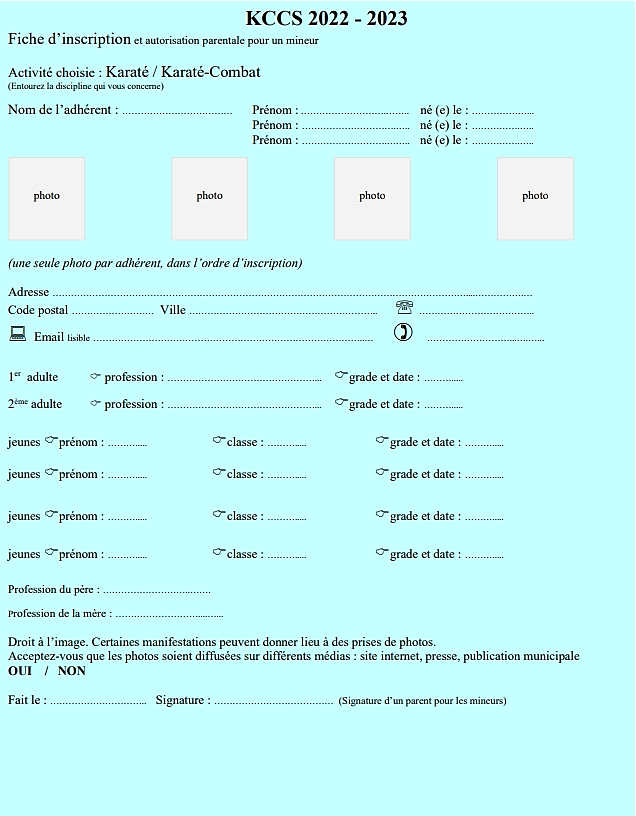 KCCS 2022 - 2023
Fiche d'inscription et autorisation parentale pour un mineur
Activité choisie : Karaté / Karaté-Combat
(Entourez la discipline qui vous concerne)
Nom de l'adhérent : .................................. Prénom : .................................. né (e) le : ...................
Prénom : .................................. né (e) le : ...................
Prénom : .................................. né (e) le : ...................
photo photo photo photo
(une seule photo par adhérent, dans l'ordre d'inscription)
Adresse ..................................................................................................................
Code postal .......................... Ville .......................................................... ☏ ...................................
Email lisible .................................................................................... ✆ ...................................
1er adulte ☞ profession : ................................................ ☞grade et date : ............
2ème adulte ☞ profession : ................................................ ☞grade et date : ............
jeunes ☞prénom : ............ ☞classe : ............ ☞grade et date : ............
jeunes ☞prénom : ............ ☞classe : ............ ☞grade et date : ............
jeunes ☞prénom : ............ ☞classe : ............ ☞grade et date : ............
jeunes ☞prénom : ............ ☞classe : ............ ☞grade et date : ............
Profession du père : ..................................
Profession de la mère : ..................................
Droit à l'image. Certaines manifestations peuvent donner lieu à des prises de photos.
Acceptez-vous que les photos soient diffusées sur différents médias : site internet, presse, publication municipale
OUI / NON
Fait le : .............................. Signature : ..................................... (Signature d'un parent pour les mineurs)